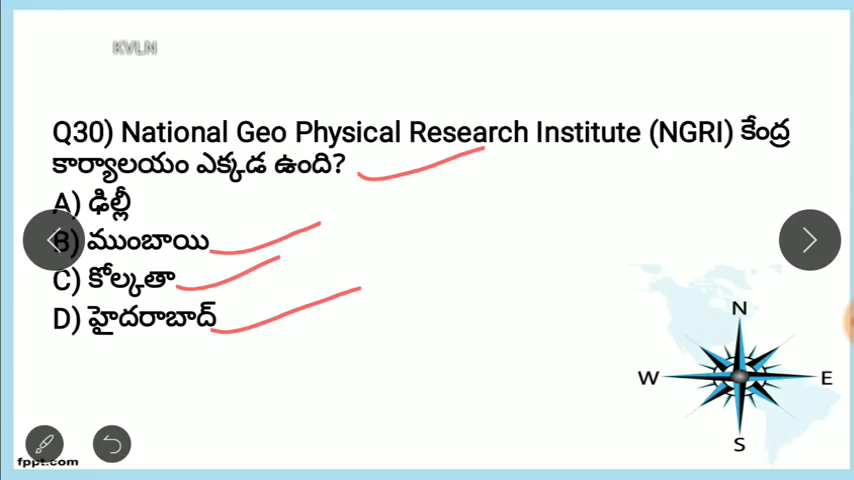 KVLN
Q30) National Geo Physical Research Institute (NGRI) కేంద్ర
కార్యాలయం ఎక్కడ ఉంది?
A) ఢిల్లీ
B) ముంబాయి
C) కోల్కతా
D) హైదరాబాద్
N
W
E
S
fppt.com